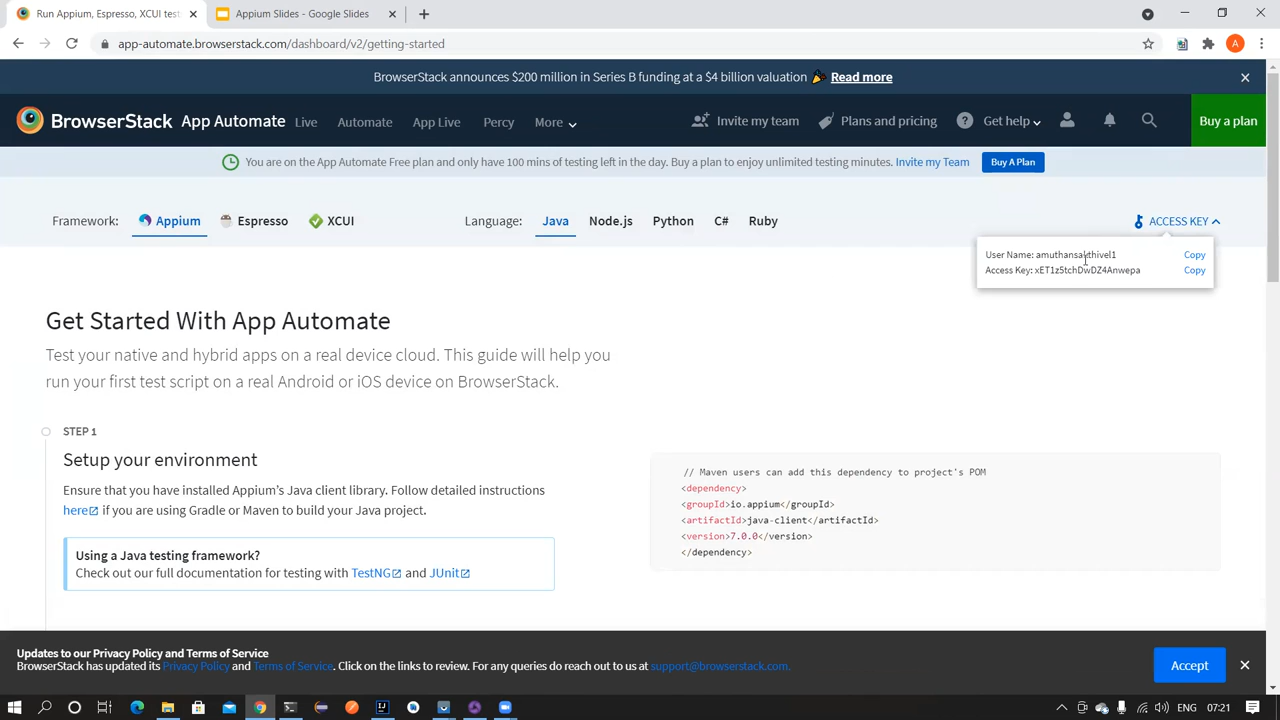 Run Appium, Espresso, XCUI test
Appium Slides - Google Slides
app-automate.browserstack.com/dashboard/v2/getting-started
A
BrowserStack announces $200 million in Series B funding at a $4 billion valuation 🎉 Read more
BrowserStack App Automate Live Automate App Live Percy More Invite my team Plans and pricing Get help Buy a plan
You are on the App Automate Free plan and only have 100 mins of testing left in the day. Buy a plan to enjoy unlimited testing minutes. Invite my Team Buy A Plan
Framework: Appium Espresso XCUI Language: Java Node.js Python C# Ruby ACCESS KEY
User Name: amuthansakthivel1 Copy
Access Key: xET1z5tchDwDZ4Anwepa Copy
Get Started With App Automate
Test your native and hybrid apps on a real device cloud. This guide will help you
run your first test script on a real Android or iOS device on BrowserStack.
STEP 1
Setup your environment
Ensure that you have installed Appium's Java client library. Follow detailed instructions
here if you are using Gradle or Maven to build your Java project.
Using a Java testing framework?
Check out our full documentation for testing with TestNG and JUnit
// Maven users can add this dependency to project's POM
<dependency>
<groupId>io.appium</groupId>
<artifactId>java-client</artifactId>
<version>7.0.0</version>
</dependency>
Updates to our Privacy Policy and Terms of Service
BrowserStack has updated its Privacy Policy and Terms of Service. Click on the links to review. For any queries do reach out to us at support@browserstack.com.
Accept
ENG 07:21